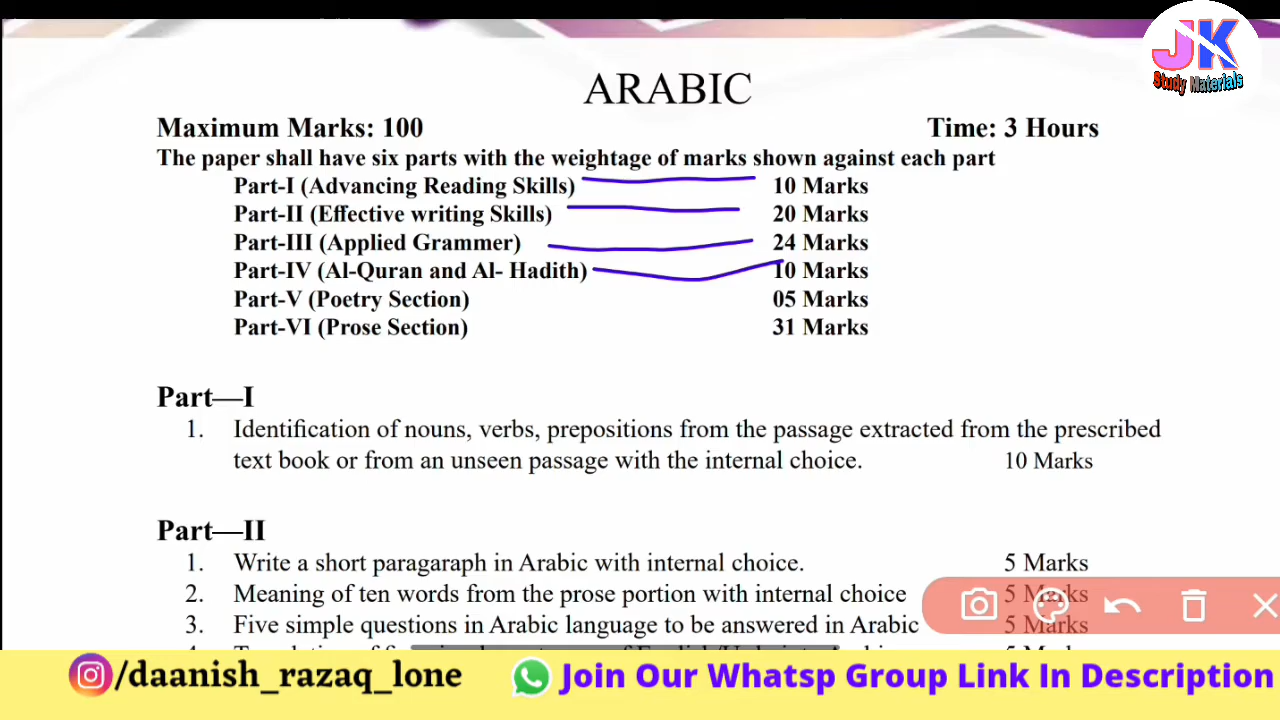 JK
Study Materials
ARABIC
Maximum Marks: 100 Time: 3 Hours
The paper shall have six parts with the weightage of marks shown against each part
Part-I (Advancing Reading Skills) 10 Marks
Part-II (Effective writing Skills) 20 Marks
Part-III (Applied Grammer) 24 Marks
Part-IV (Al-Quran and Al- Hadith) 10 Marks
Part-V (Poetry Section) 05 Marks
Part-VI (Prose Section) 31 Marks
Part—I
1. Identification of nouns, verbs, prepositions from the passage extracted from the prescribed
text book or from an unseen passage with the internal choice. 10 Marks
Part—II
1. Write a short paragaraph in Arabic with internal choice. 5 Marks
2. Meaning of ten words from the prose portion with internal choice 5 Marks
3. Five simple questions in Arabic language to be answered in Arabic 5 Marks
/daanish_razaq_lone Join Our Whatsp Group Link In Description